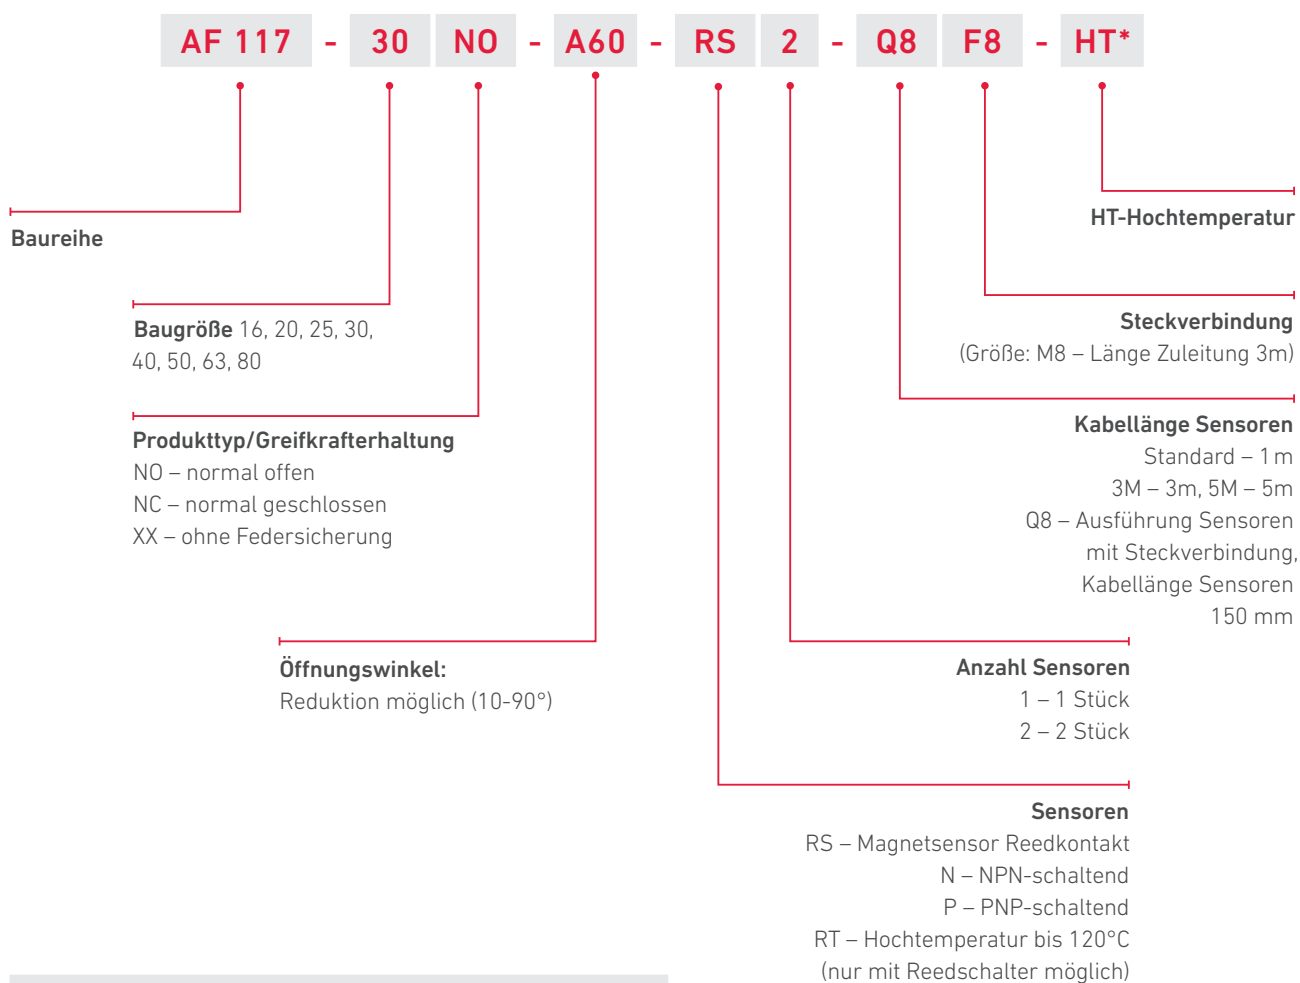 AF 117 - 30 NO - A60 - RS 2 - Q8 F8 - HT*
Baureihe
Baugröße 16, 20, 25, 30,
40, 50, 63, 80
Produkttyp/Greifkrafterhaltung
NO – normal offen
NC – normal geschlossen
XX – ohne Federsicherung
Öffnungswinkel:
Reduktion möglich (10-90°)
HT-Hochtemperatur
Steckverbindung
(Größe: M8 – Länge Zuleitung 3m)
Kabellänge Sensoren
Standard – 1 m
3M – 3m, 5M – 5m
Q8 – Ausführung Sensoren
mit Steckverbindung,
Kabellänge Sensoren
150 mm
Anzahl Sensoren
1 – 1 Stück
2 – 2 Stück
Sensoren
RS – Magnetsensor Reedkontakt
N – NPN-schaltend
P – PNP-schaltend
RT – Hochtemperatur bis 120°C
(nur mit Reedschalter möglich)